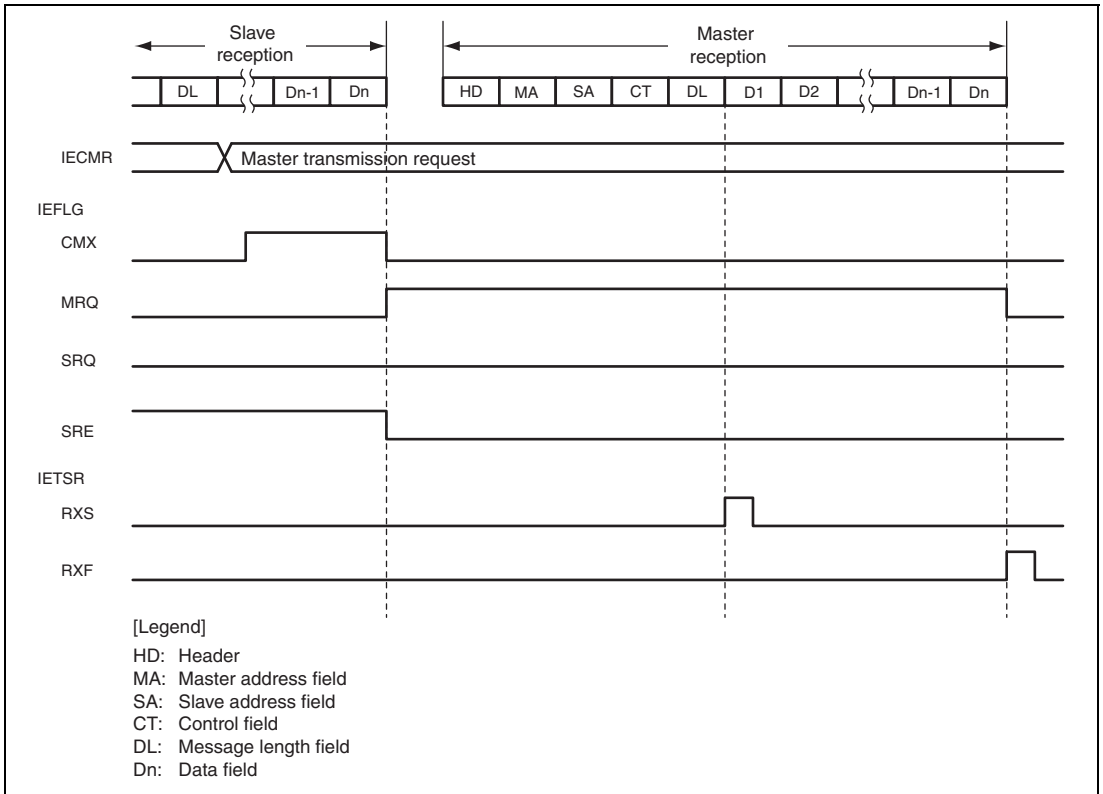 Slave
reception
Master
reception
DL Dn-1 Dn HD MA SA CT DL D1 D2 Dn-1 Dn
IECMR Master transmission request
IEFLG
CMX
MRQ
SRQ
SRE
IETSR
RXS
RXF
[Legend]
HD: Header
MA: Master address field
SA: Slave address field
CT: Control field
DL: Message length field
Dn: Data field